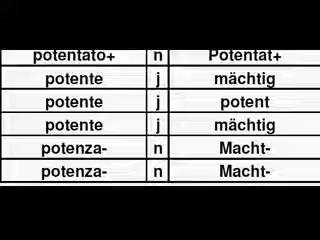 potentato+ n Potentat+
potente j mächtig
potente j potent
potente j mächtig
potenza- n Macht-
potenza- n Macht-